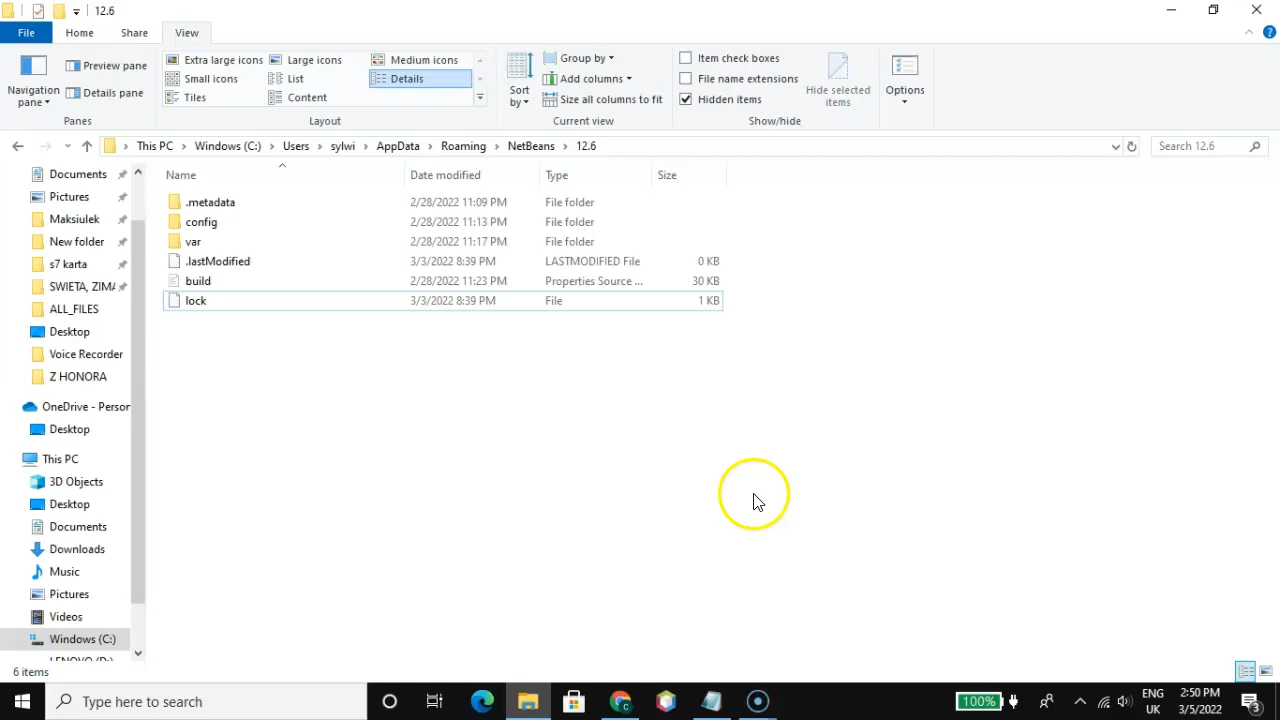 12.6
File Home Share View
Extra large icons Large icons Medium icons
Small icons List Details
Tiles Content
Navigation pane
Preview pane
Details pane
Panes
Layout
Sort by
Group by
Add columns
Size all columns to fit
Current view
Item check boxes
File name extensions
Hidden items
Hide selected items
Show/hide
Options
This PC Windows (C:) Users sylwi AppData Roaming NetBeans 12.6
Search 12.6
Name Date modified Type Size
.metadata 2/28/2022 11:09 PM File folder
config 2/28/2022 11:13 PM File folder
var 2/28/2022 11:17 PM File folder
.lastModified 3/3/2022 8:39 PM LASTMODIFIED File 0 KB
build 2/28/2022 11:23 PM Properties Source ... 30 KB
lock 3/3/2022 8:39 PM File 1 KB
Documents
Pictures
Maksiulek
New folder
s7 karta
SWIETA, ZIMA
ALL_FILES
Desktop
Voice Recorder
Z HONORA
OneDrive - Person
Desktop
This PC
3D Objects
Desktop
Documents
Downloads
Music
Pictures
Videos
Windows (C:)
LENOVO (D:)
6 items
Type here to search
100%
ENG
UK
2:50 PM
3/5/2022
3